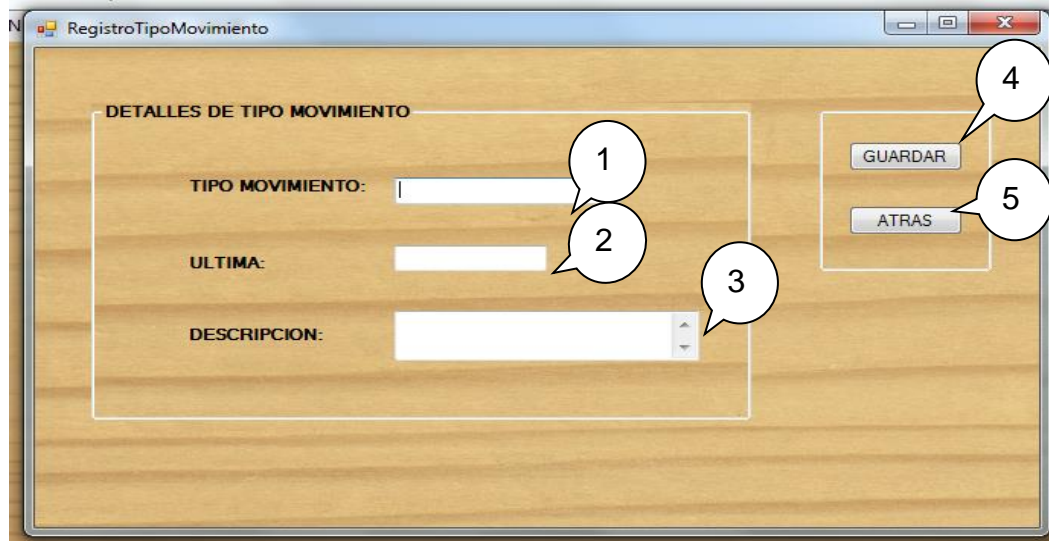 N
RegistroTipoMovimiento
DETALLES DE TIPO MOVIMIENTO
TIPO MOVIMIENTO:
1
ULTIMA:
2
DESCRIPCION:
3
GUARDAR
4
ATRAS
5